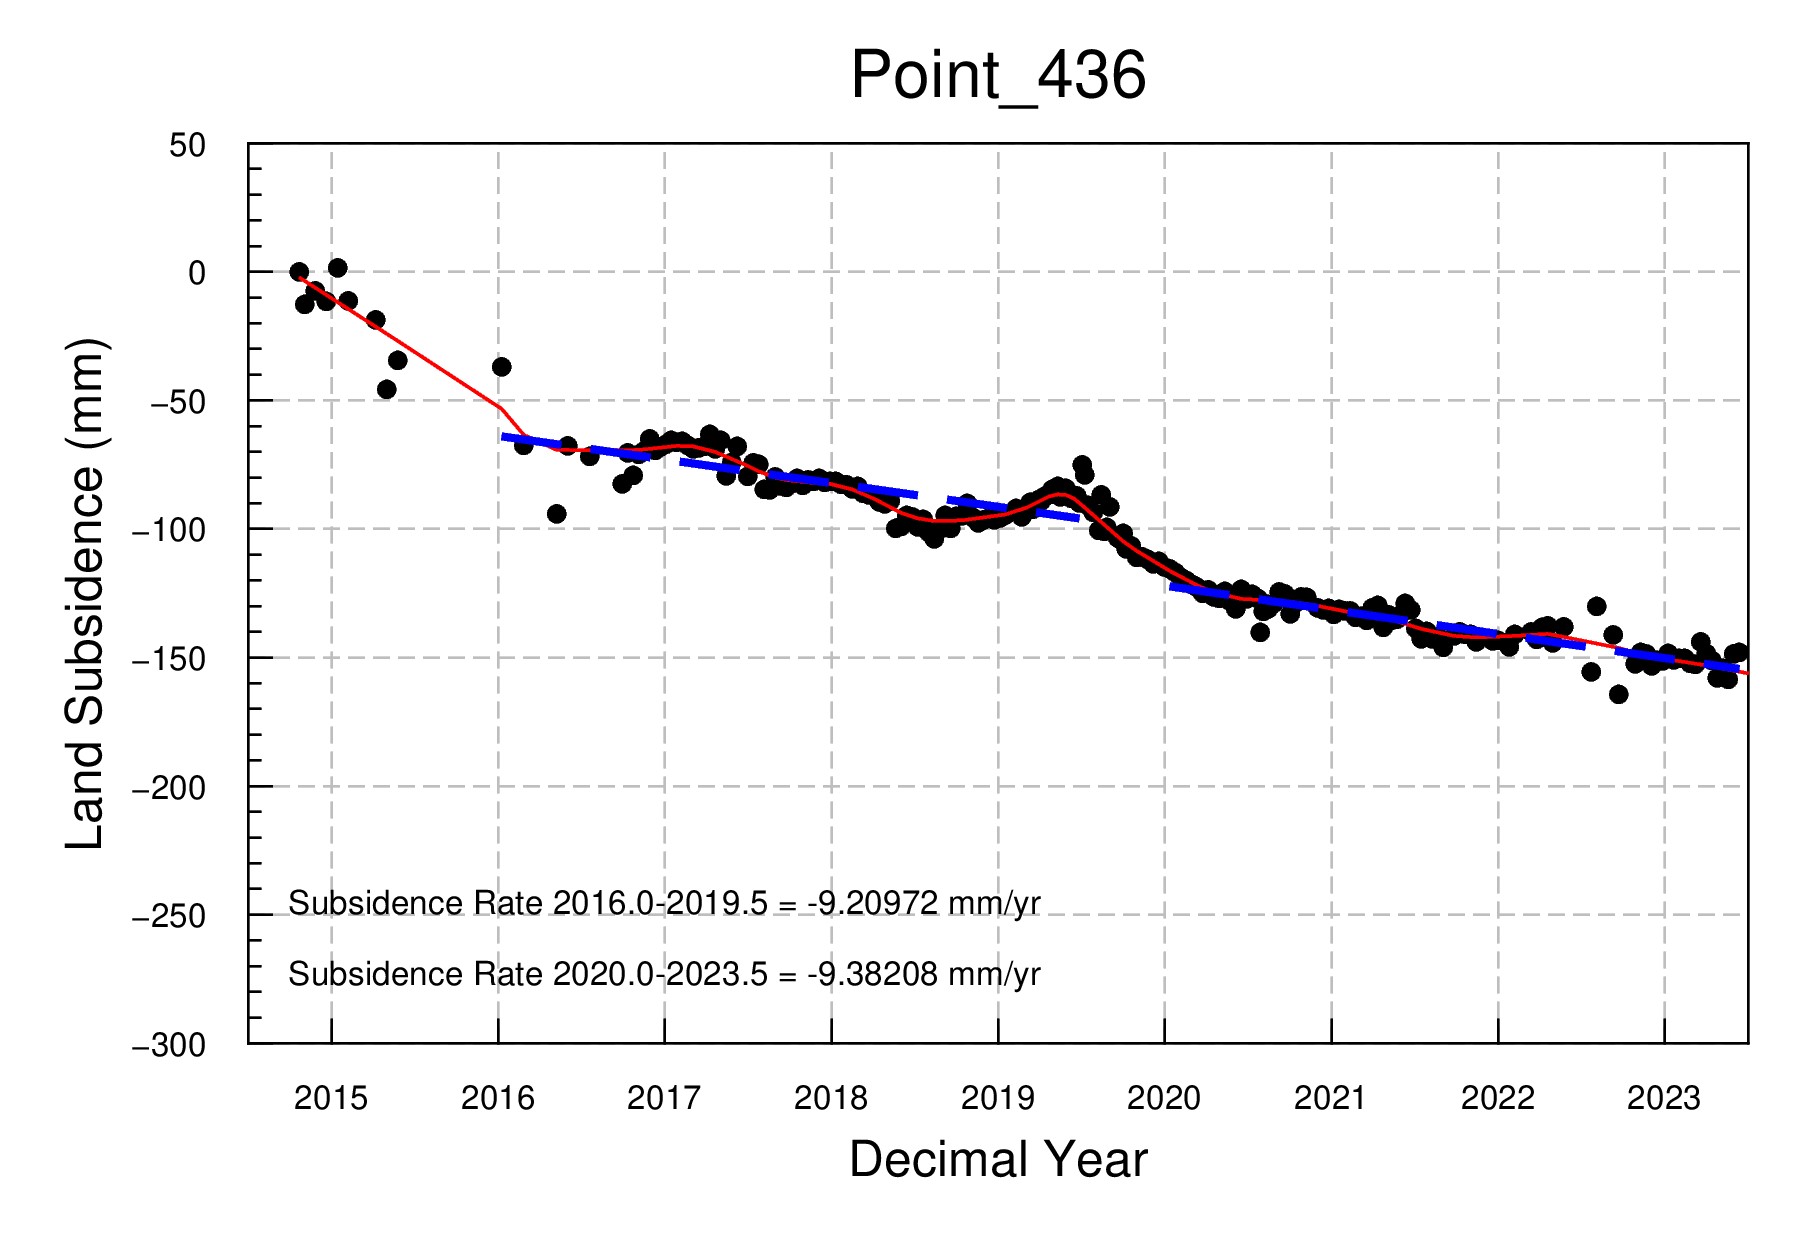 Point_436
50
0
−50
−100
−150
−200
−250
−300
Land Subsidence (mm)
Subsidence Rate 2016.0-2019.5 = -9.20972 mm/yr
Subsidence Rate 2020.0-2023.5 = -9.38208 mm/yr
2015 2016 2017 2018 2019 2020 2021 2022 2023
Decimal Year